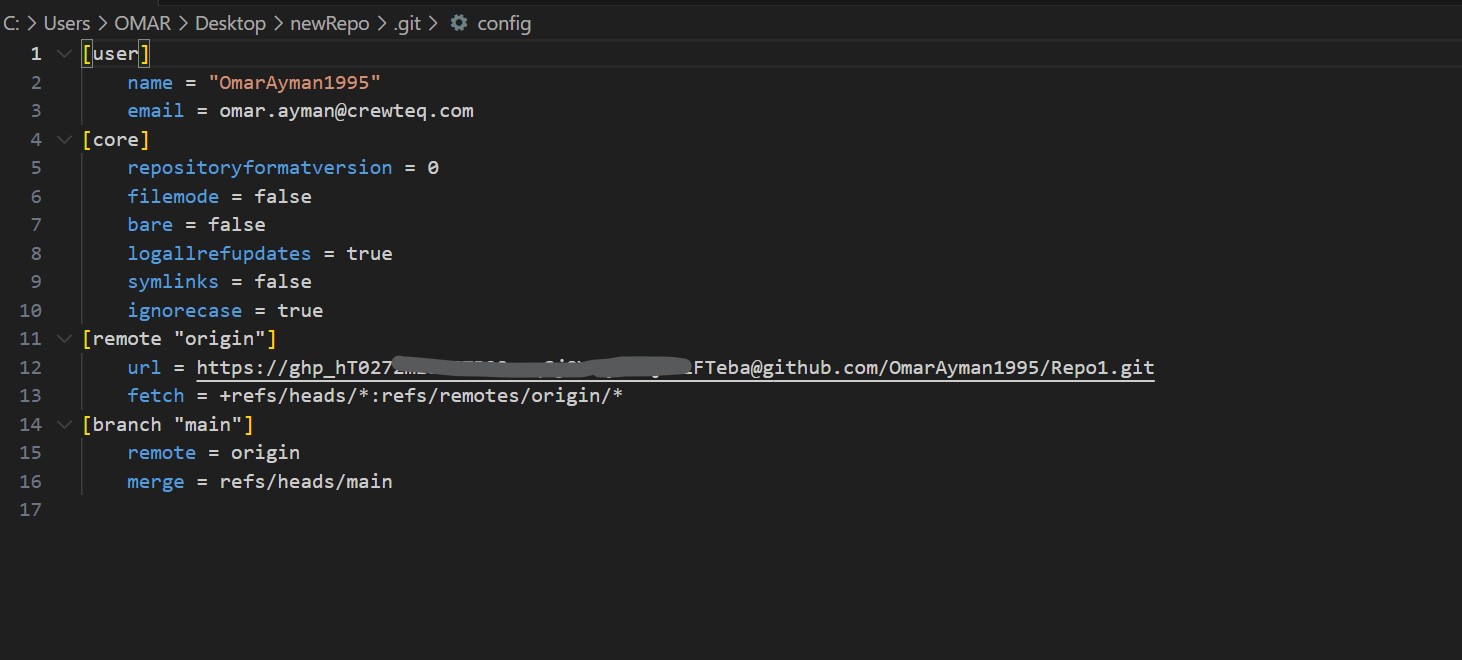 C: > Users > OMAR > Desktop > newRepo > .git > config
1 [user]
2 name = "OmarAyman1995"
3 email = omar.ayman@crewteq.com
4 [core]
5 repositoryformatversion = 0
6 filemode = false
7 bare = false
8 logallrefupdates = true
9 symlinks = false
10 ignorecase = true
11 [remote "origin"]
12 url = https://ghp_hT027 FTeba@github.com/OmarAyman1995/Repo1.git
13 fetch = +refs/heads/*:refs/remotes/origin/*
14 [branch "main"]
15 remote = origin
16 merge = refs/heads/main
17